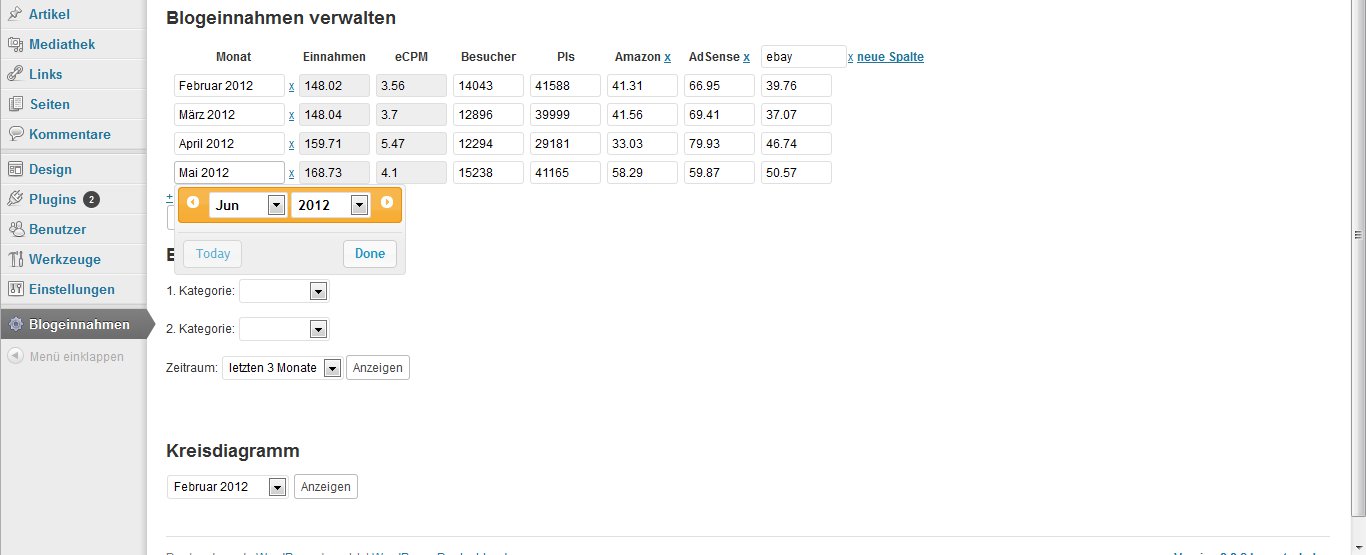 Artikel
Mediathek
Links
Seiten
Kommentare
Design
Plugins 2
Benutzer
Werkzeuge
Einstellungen
Blogeinnahmen
Menü einklappen
Blogeinnahmen verwalten
Monat Einnahmen eCPM Besucher PIs Amazon x AdSense x ebay x neue Spalte
Februar 2012 x 148.02 3.56 14043 41588 41.31 66.95 39.76
März 2012 x 148.04 3.7 12896 39999 41.56 69.41 37.07
April 2012 x 159.71 5.47 12294 29181 33.03 79.93 46.74
Mai 2012 x 168.73 4.1 15238 41165 58.29 59.87 50.57
+
Jun 2012
Today Done
1. Kategorie:
2. Kategorie:
Zeitraum: letzten 3 Monate Anzeigen
Kreisdiagramm
Februar 2012 Anzeigen